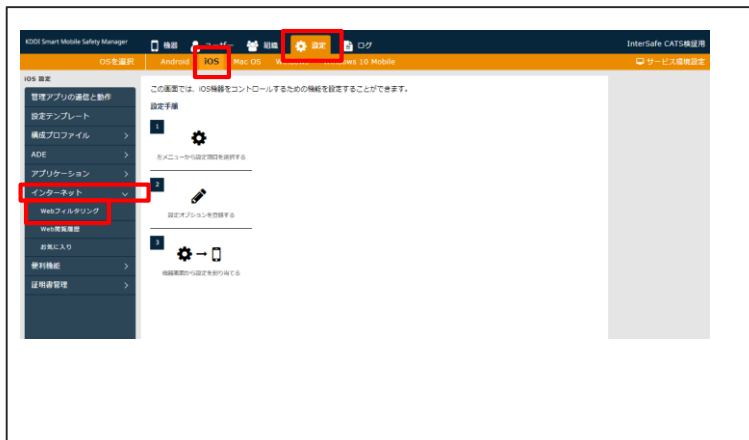 KDDI Smart Mobile Safety Manager
機器 ユーザー 組織 設定 ログ
InterSafe CATS検証用
OSを選択 Android iOS Mac OS Windows Windows 10 Mobile
サービス環境設定
iOS 設定
管理アプリの通信と動作
設定テンプレート
構成プロファイル
ADE
アプリケーション
インターネット
Webフィルタリング
Web閲覧履歴
お気に入り
便利機能
証明書管理
この画面では、iOS機器をコントロールするための機能を設定することができます。
設定手順
1
左メニューから設定項目を選択する
2
設定オプションを登録する
3
機器画面から設定を割り当てる